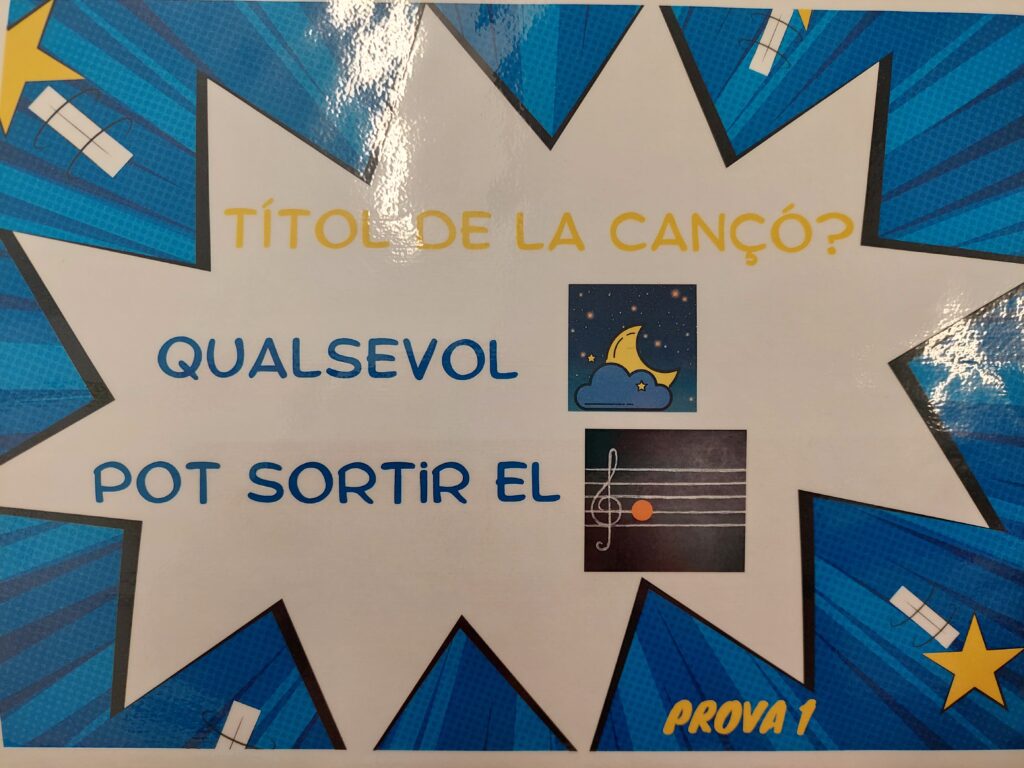 TÍTOL DE LA CANÇÓ?
QUALSEVOL
POT SORTIR EL
PROVA 1